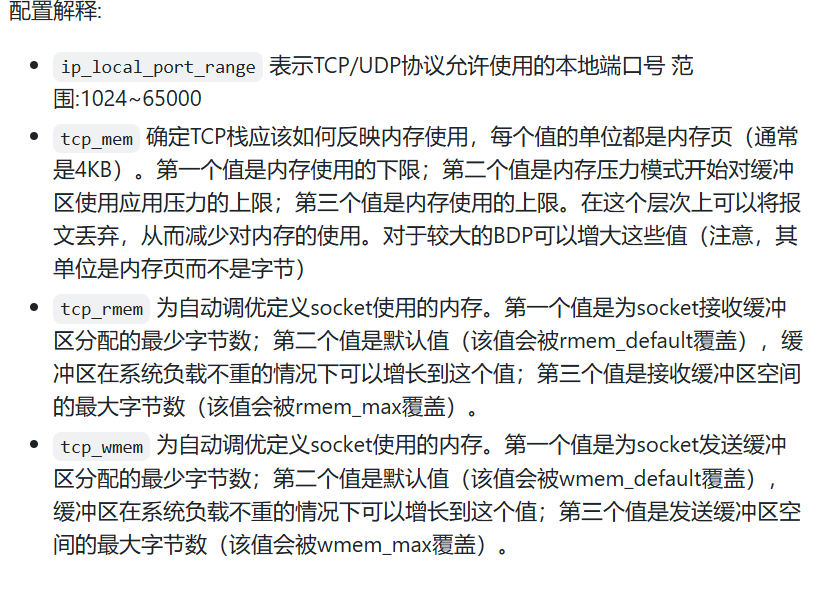 配置解释:
ip_local_port_range 表示TCP/UDP协议允许使用的本地端口号 范
围:1024~65000
tcp_mem 确定TCP栈应该如何反映内存使用，每个值的单位都是内存页（通常
是4KB）。第一个值是内存使用的下限；第二个值是内存压力模式开始对缓冲
区使用应用压力的上限；第三个值是内存使用的上限。在这个层次上可以将报
文丢弃，从而减少对内存的使用。对于较大的BDP可以增大这些值（注意，其
单位是内存页而不是字节）
tcp_rmem 为自动调优定义socket使用的内存。第一个值是为socket接收缓冲
区分配的最少字节数；第二个值是默认值（该值会被rmem_default覆盖），缓
冲区在系统负载不重的情况下可以增长到这个值；第三个值是接收缓冲区空间
的最大字节数（该值会被rmem_max覆盖）。
tcp_wmem 为自动调优定义socket使用的内存。第一个值是为socket发送缓冲
区分配的最少字节数；第二个值是默认值（该值会被wmem_default覆盖），
缓冲区在系统负载不重的情况下可以增长到这个值；第三个值是发送缓冲区空
间的最大字节数（该值会被wmem_max覆盖）。